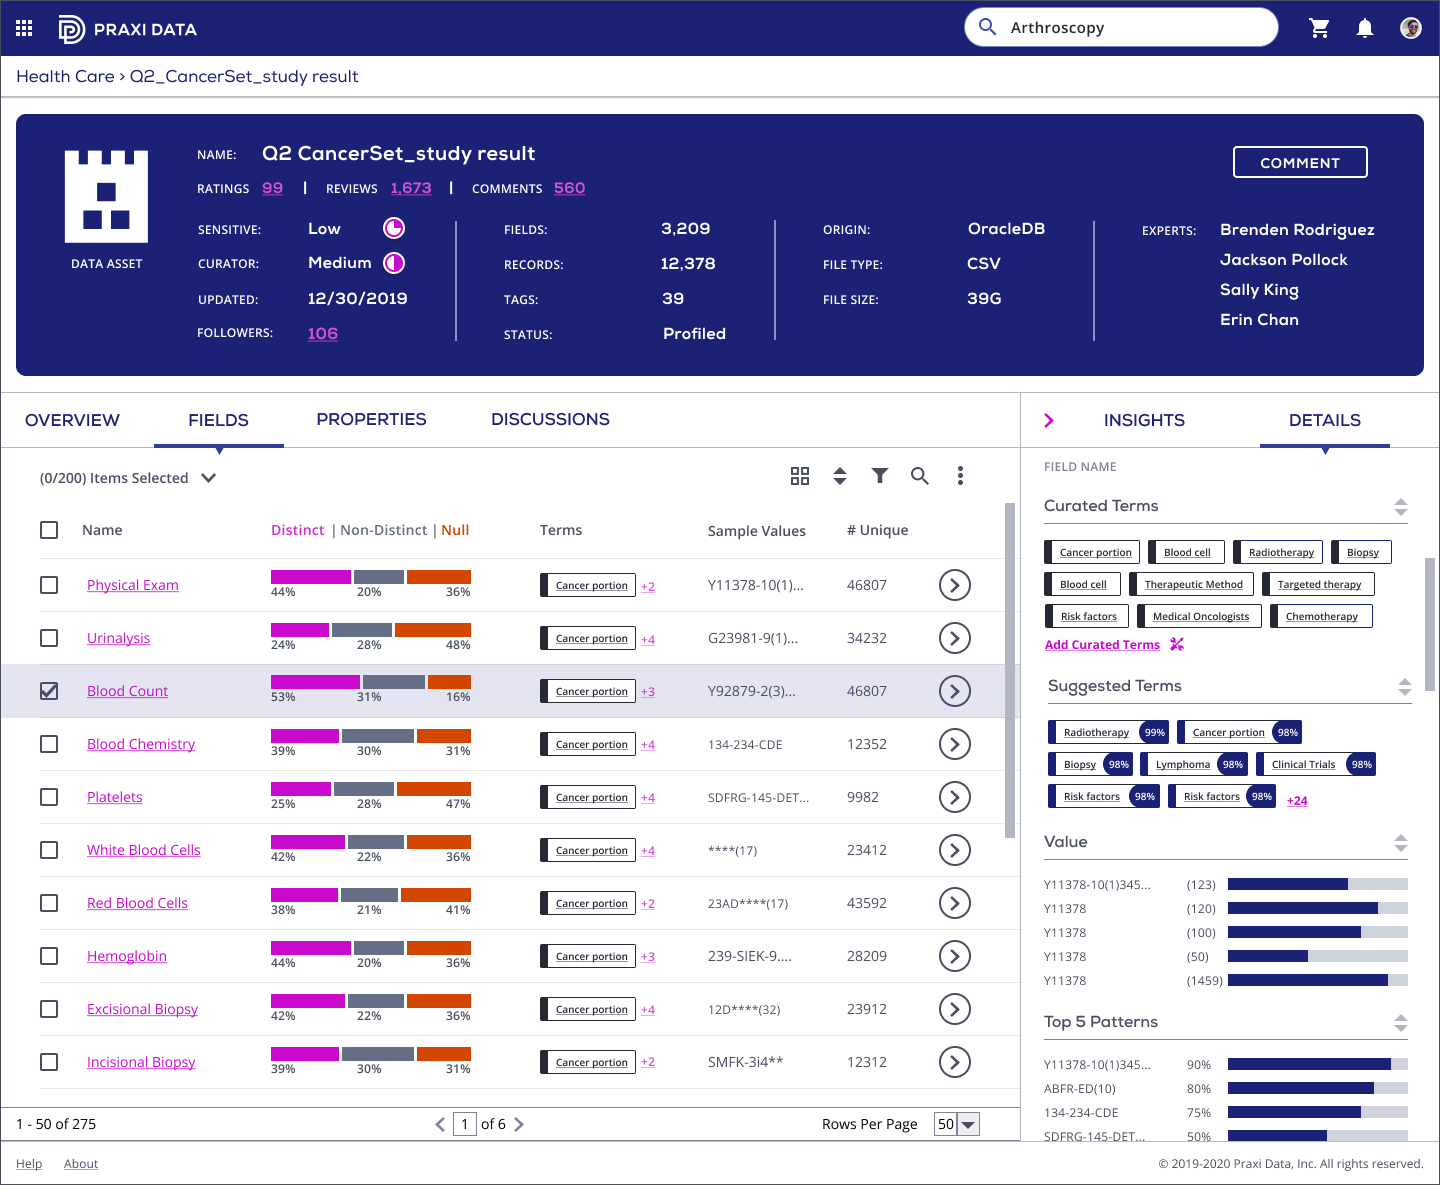 PRAXI DATA
Arthroscopy
Health Care › Q2_CancerSet_study result
NAME: Q2 CancerSet_study result
COMMENT
RATINGS 99 | REVIEWS 1,673 | COMMENTS 560
DATA ASSET
SENSITIVE: Low
CURATOR: Medium
UPDATED: 12/30/2019
FOLLOWERS: 106
FIELDS: 3,209
RECORDS: 12,378
TAGS: 39
STATUS: Profiled
ORIGIN: OracleDB
FILE TYPE: CSV
FILE SIZE: 39G
EXPERTS: Brenden Rodriguez
Jackson Pollock
Sally King
Erin Chan
OVERVIEW FIELDS PROPERTIES DISCUSSIONS
(0/200) Items Selected
Name Distinct | Non-Distinct | Null Terms Sample Values # Unique
Physical Exam 44% 20% 36% Cancer portion +2 Y11378-10(1)... 46807
Urinalysis 24% 28% 48% Cancer portion +4 G23981-9(1)... 34232
Blood Count 53% 31% 16% Cancer portion +3 Y92879-2(3)... 46807
Blood Chemistry 39% 30% 31% Cancer portion +4 134-234-CDE 12352
Platelets 25% 28% 47% Cancer portion +4 SDFRG-145-DET... 9982
White Blood Cells 42% 22% 36% Cancer portion +4 ****(17) 23412
Red Blood Cells 38% 21% 41% Cancer portion +2 23AD****(17) 43592
Hemoglobin 44% 20% 36% Cancer portion +3 239-SIEK-9.... 28209
Excisional Biopsy 42% 22% 36% Cancer portion +4 12D****(32) 23912
Incisional Biopsy 39% 30% 31% Cancer portion +2 SMFK-3i4** 12312
1 - 50 of 275 1 of 6 Rows Per Page 50
INSIGHTS DETAILS
FIELD NAME
Curated Terms
Cancer portion Blood cell Radiotherapy Biopsy
Blood cell Therapeutic Method Targeted therapy
Risk factors Medical Oncologists Chemotherapy
Add Curated Terms
Suggested Terms
Radiotherapy 99% Cancer portion 98%
Biopsy 98% Lymphoma 98% Clinical Trials 98%
Risk factors 98% Risk factors 98% +24
Value
Y11378-10(1)345... (123)
Y11378 (120)
Y11378 (100)
Y11378 (50)
Y11378 (1459)
Top 5 Patterns
Y11378-10(1)345... 90%
ABFR-ED(10) 80%
134-234-CDE 75%
SDFRG-145-DET... 50%
Help About
© 2019-2020 Praxi Data, Inc. All rights reserved.